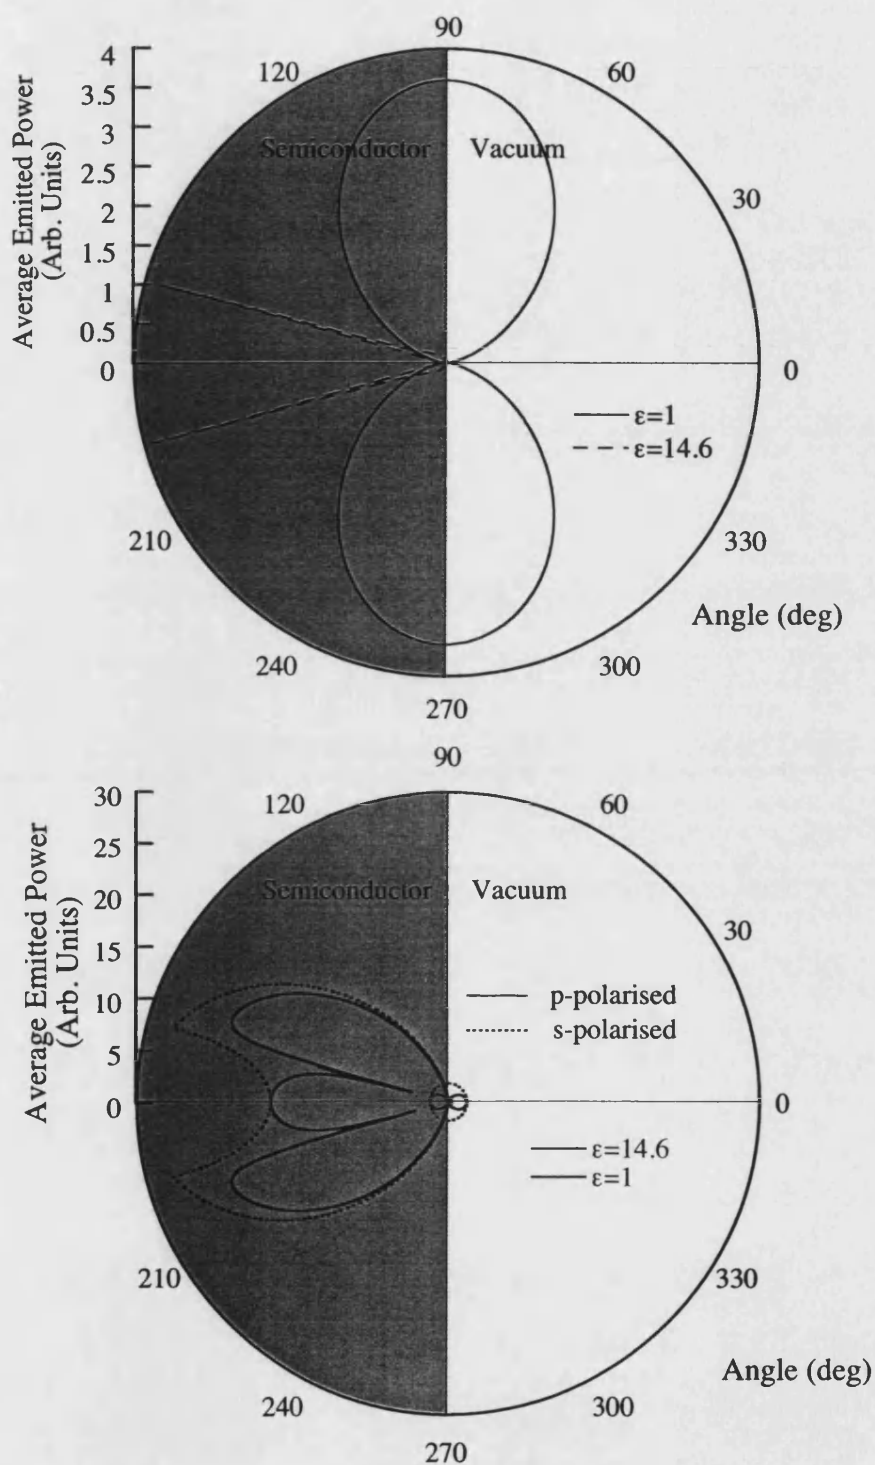 90
4
120
60
3.5
3
Semiconductor
Vacuum
2.5
30
2
1.5
1
0.5
0
0
Average Emitted Power
(Arb. Units)
ε=1
ε=14.6
210
330
Angle (deg)
240
300
270
90
30
120
60
25
20
Semiconductor
Vacuum
30
15
p-polarised
10
s-polarised
5
0
0
Average Emitted Power
(Arb. Units)
ε=14.6
ε=1
210
330
Angle (deg)
240
300
270